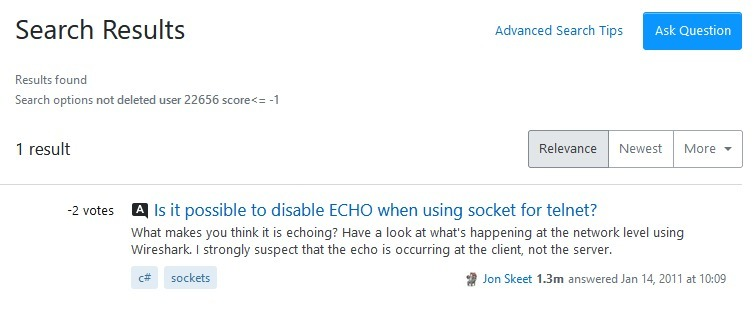 Search Results
Advanced Search Tips
Ask Question
Results found
Search options not deleted user 22656 score<= -1
1 result
Relevance
Newest
More
-2 votes
A Is it possible to disable ECHO when using socket for telnet?
What makes you think it is echoing? Have a look at what's happening at the network level using
Wireshark. I strongly suspect that the echo is occurring at the client, not the server.
c#
sockets
Jon Skeet 1.3m answered Jan 14, 2011 at 10:09